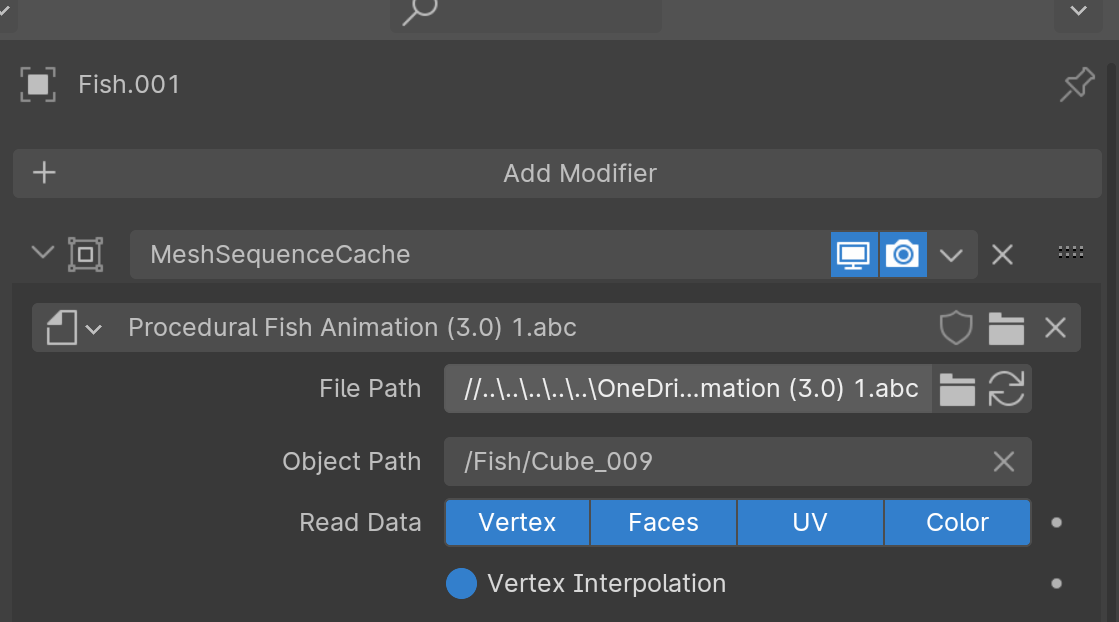 Fish.001
Add Modifier
MeshSequenceCache
Procedural Fish Animation (3.0) 1.abc
File Path //..\..\..\..\..\OneDri...mation (3.0) 1.abc
Object Path /Fish/Cube_009
Read Data Vertex Faces UV Color
Vertex Interpolation